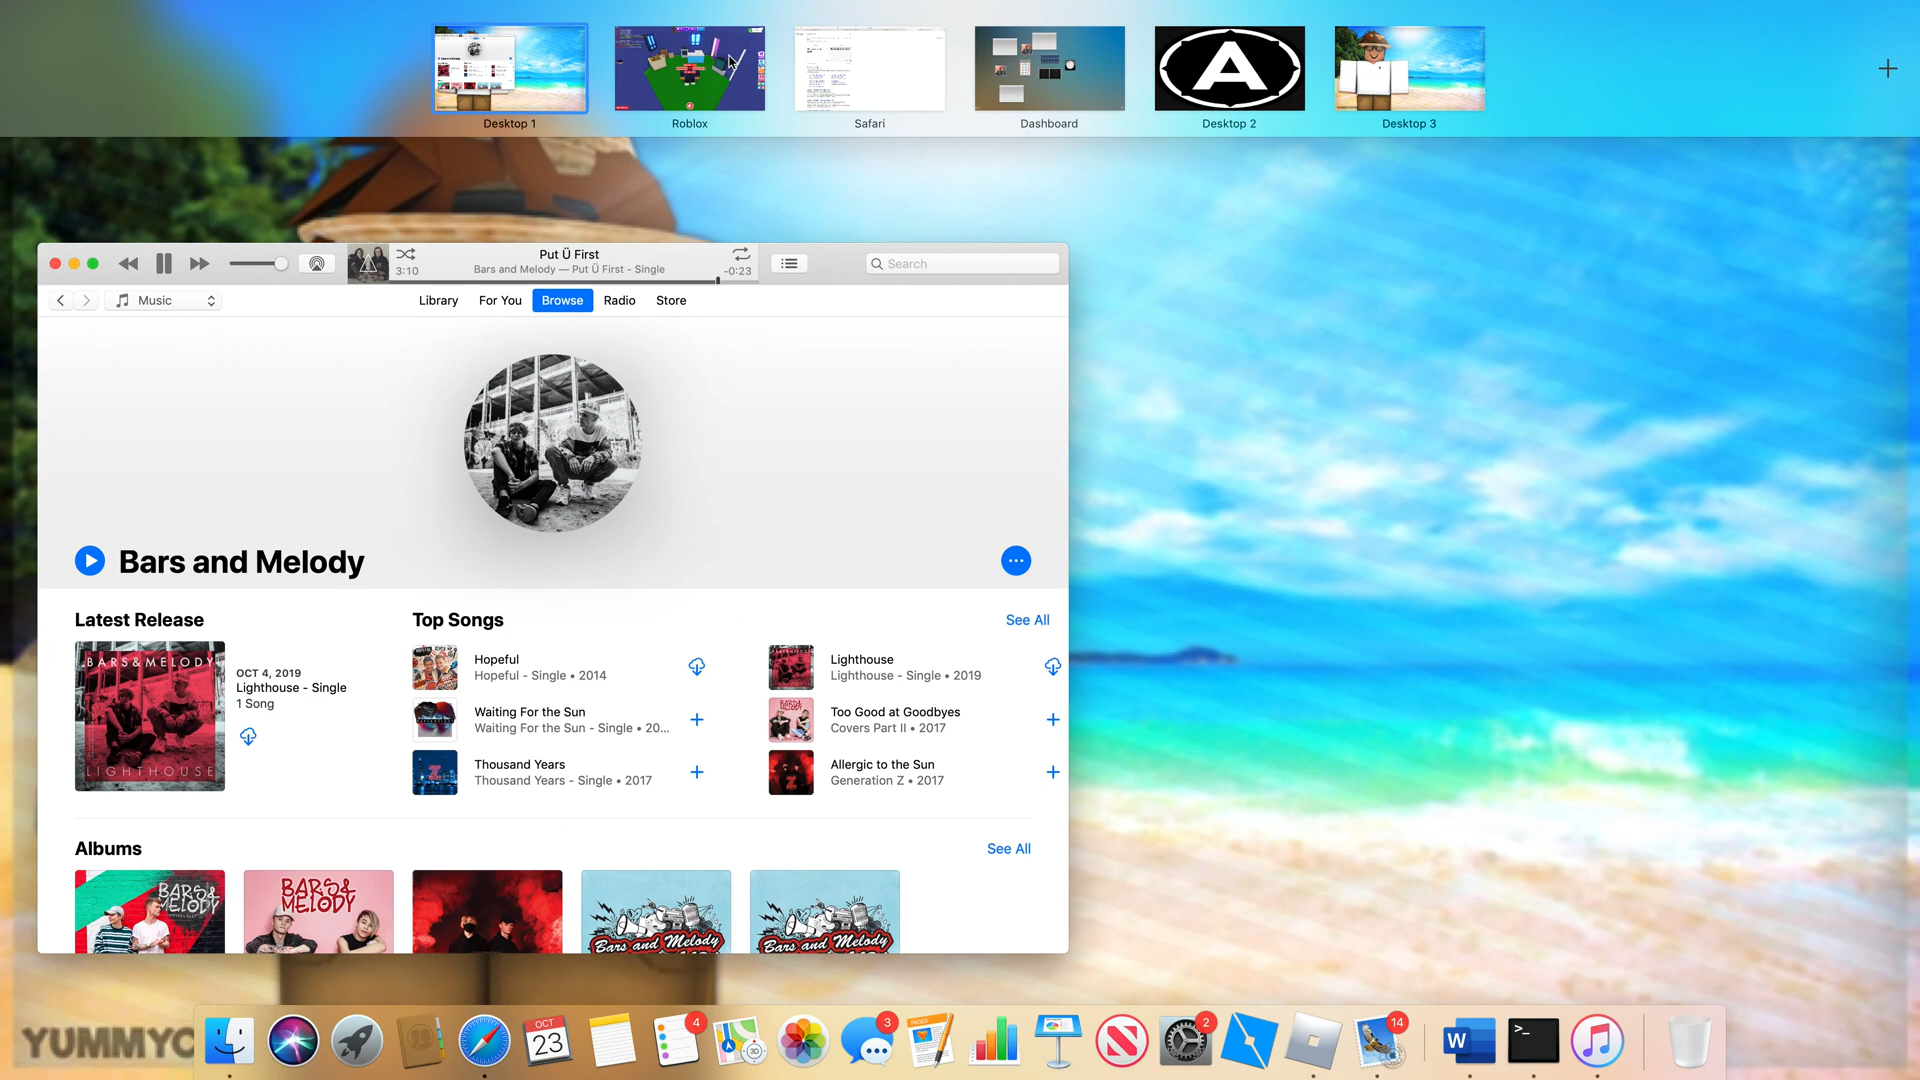 Desktop 1
Roblox
Safari
Dashboard
A
Desktop 2
Desktop 3
Put Ü First
Bars and Melody — Put Ü First - Single
3:10
-0:23
Search
Music
Library
For You
Browse
Radio
Store
Bars and Melody
Latest Release
BARS&MELODY
LIGHTHOUSE
OCT 4, 2019
Lighthouse - Single
1 Song
Top Songs
See All
Hopeful
Hopeful - Single • 2014
Waiting For the Sun
Waiting For the Sun - Single • 20...
Thousand Years
Thousand Years - Single • 2017
Lighthouse
Lighthouse - Single • 2019
Too Good at Goodbyes
Covers Part II • 2017
Allergic to the Sun
Generation Z • 2017
Albums
See All
BARS&
MELODY
BARS&
MELODY
Bars and Melody
Bars and Melody
YUMMYC
OCT
23
4
3
PAGES
2
14
W
>_